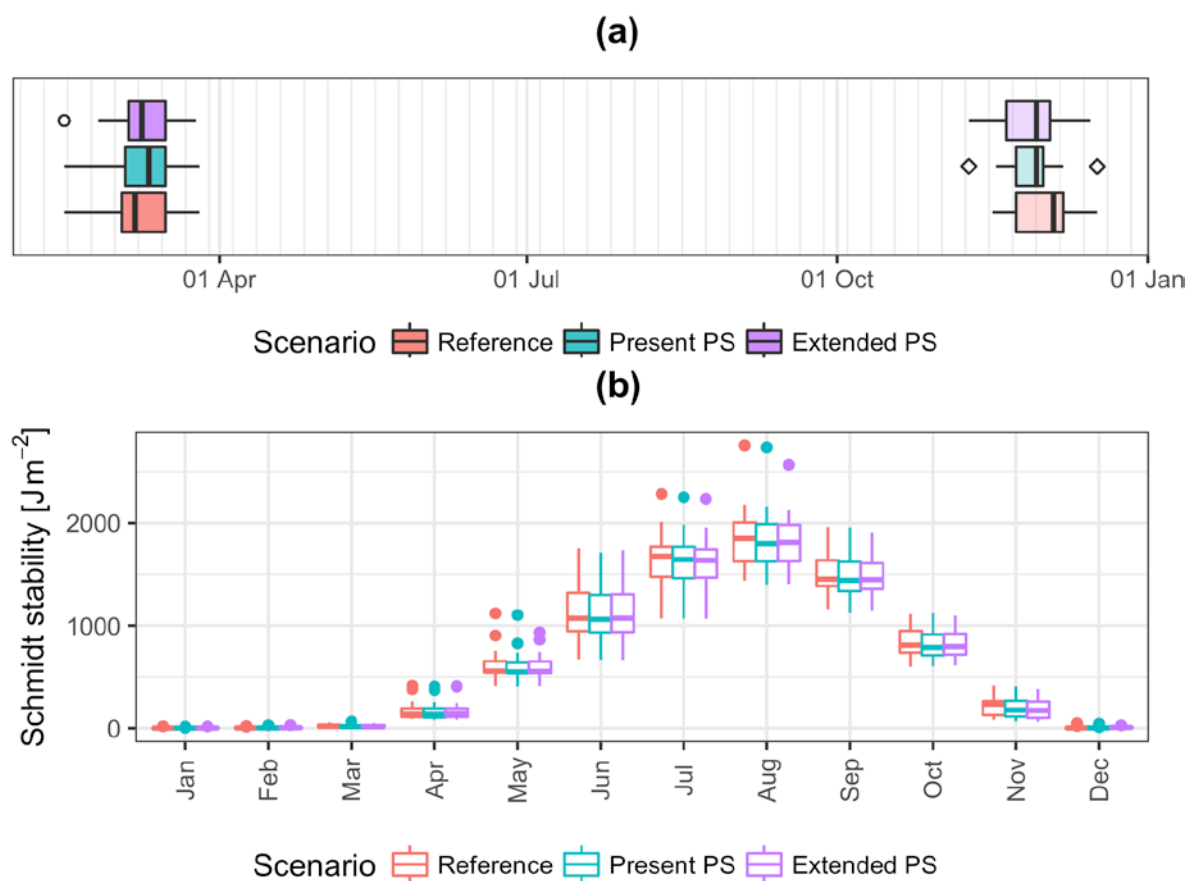 (a)
01 Apr 01 Jul 01 Oct 01 Jan
Scenario Reference Present PS Extended PS
(b)
Schmidt stability [J m⁻²]
2000
1000
0
Jan Feb Mar Apr May Jun Jul Aug Sep Oct Nov Dec
Scenario Reference Present PS Extended PS